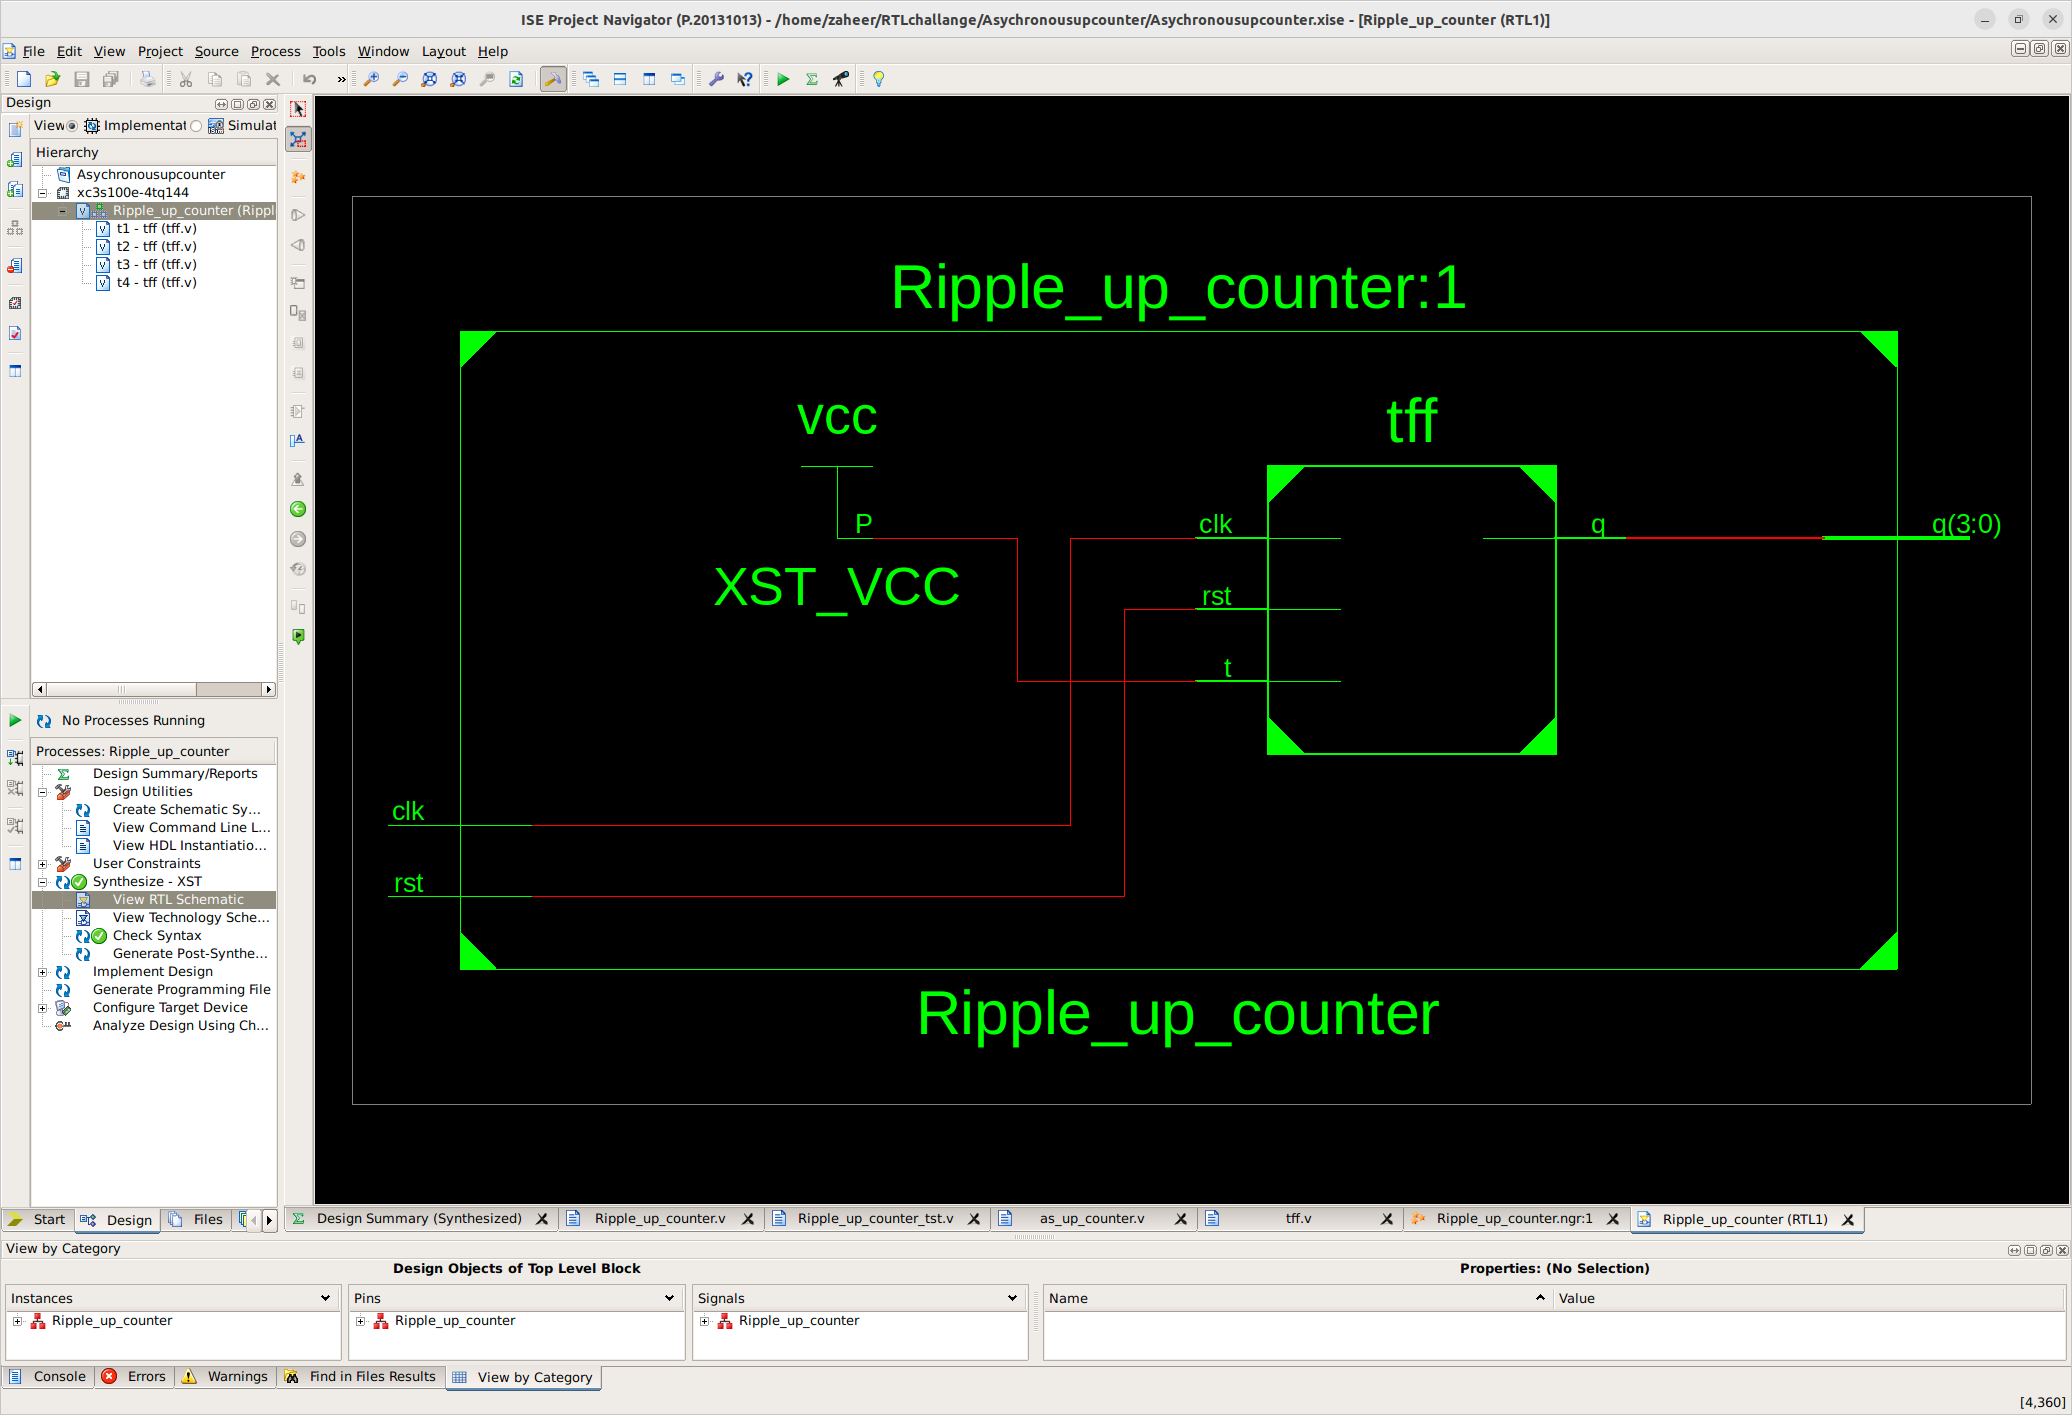 ISE Project Navigator (P.20131013) - /home/zaheer/RTLchallange/Asychronousupcounter/Asychronousupcounter.xise - [Ripple_up_counter (RTL1)]
File Edit View Project Source Process Tools Window Layout Help
»
Design
View Implementat Simulat
Hierarchy
Asychronousupcounter
xc3s100e-4tq144
Ripple_up_counter (Rippl
t1 - tff (tff.v)
t2 - tff (tff.v)
t3 - tff (tff.v)
t4 - tff (tff.v)
No Processes Running
Processes: Ripple_up_counter
Design Summary/Reports
Design Utilities
Create Schematic Sy...
View Command Line L...
View HDL Instantiatio...
User Constraints
Synthesize - XST
View RTL Schematic
View Technology Sche...
Check Syntax
Generate Post-Synthe...
Implement Design
Generate Programming File
Configure Target Device
Analyze Design Using Ch...
Start Design Files
Ripple_up_counter:1
vcc
tff
P
clk
q
q(3:0)
XST_VCC
rst
t
clk
rst
Ripple_up_counter
Design Summary (Synthesized) Ripple_up_counter.v Ripple_up_counter_tst.v as_up_counter.v tff.v Ripple_up_counter.ngr:1 Ripple_up_counter (RTL1)
View by Category
Design Objects of Top Level Block
Properties: (No Selection)
Instances Pins Signals Name Value
Ripple_up_counter Ripple_up_counter Ripple_up_counter
Console Errors Warnings Find in Files Results View by Category
[4,360]